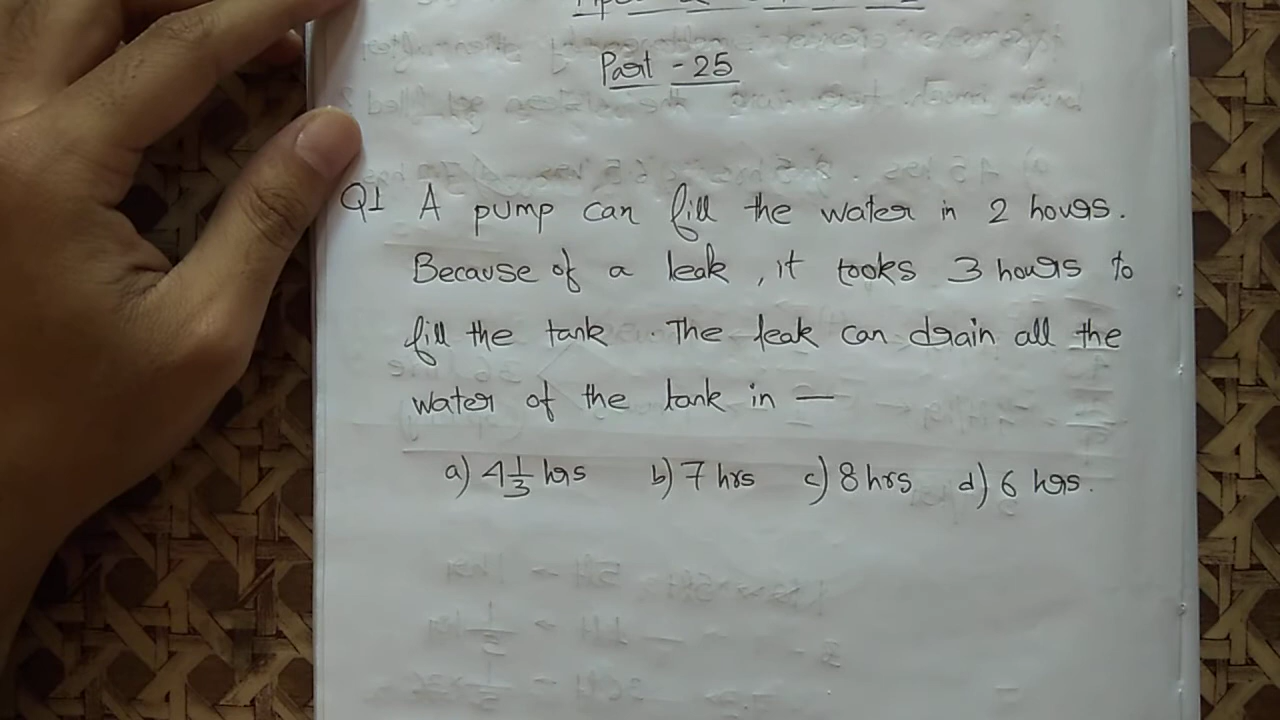 Part - 25
Q1 A pump can fill the water in 2 hours.
Because of a leak, it tooks 3 hours to
fill the tank. The leak can drain all the
water of the tank in —
a) 4 1/3 hrs b) 7 hrs c) 8 hrs d) 6 hrs.